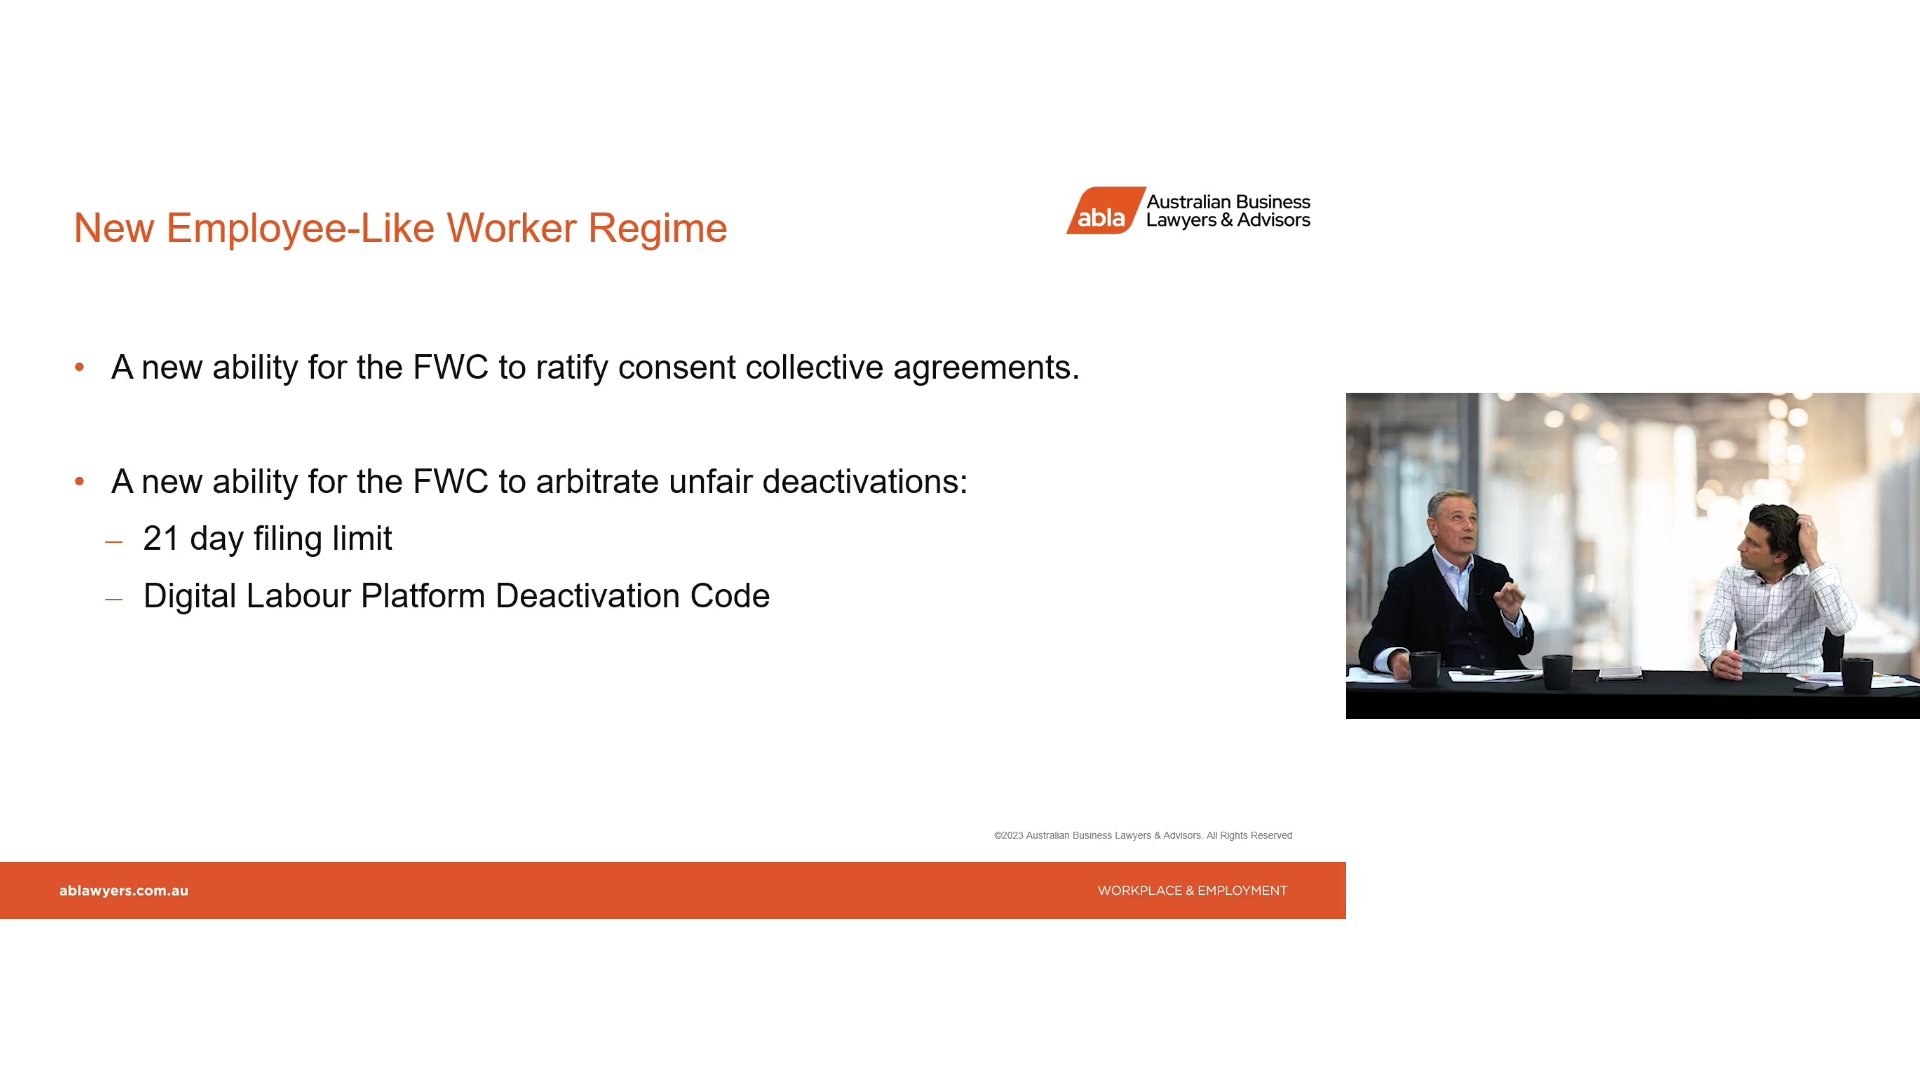 New Employee-Like Worker Regime
abla
Australian Business
Lawyers & Advisors
• A new ability for the FWC to ratify consent collective agreements.
• A new ability for the FWC to arbitrate unfair deactivations:
– 21 day filing limit
– Digital Labour Platform Deactivation Code
©2023 Australian Business Lawyers & Advisors. All Rights Reserved
ablawyers.com.au
WORKPLACE & EMPLOYMENT